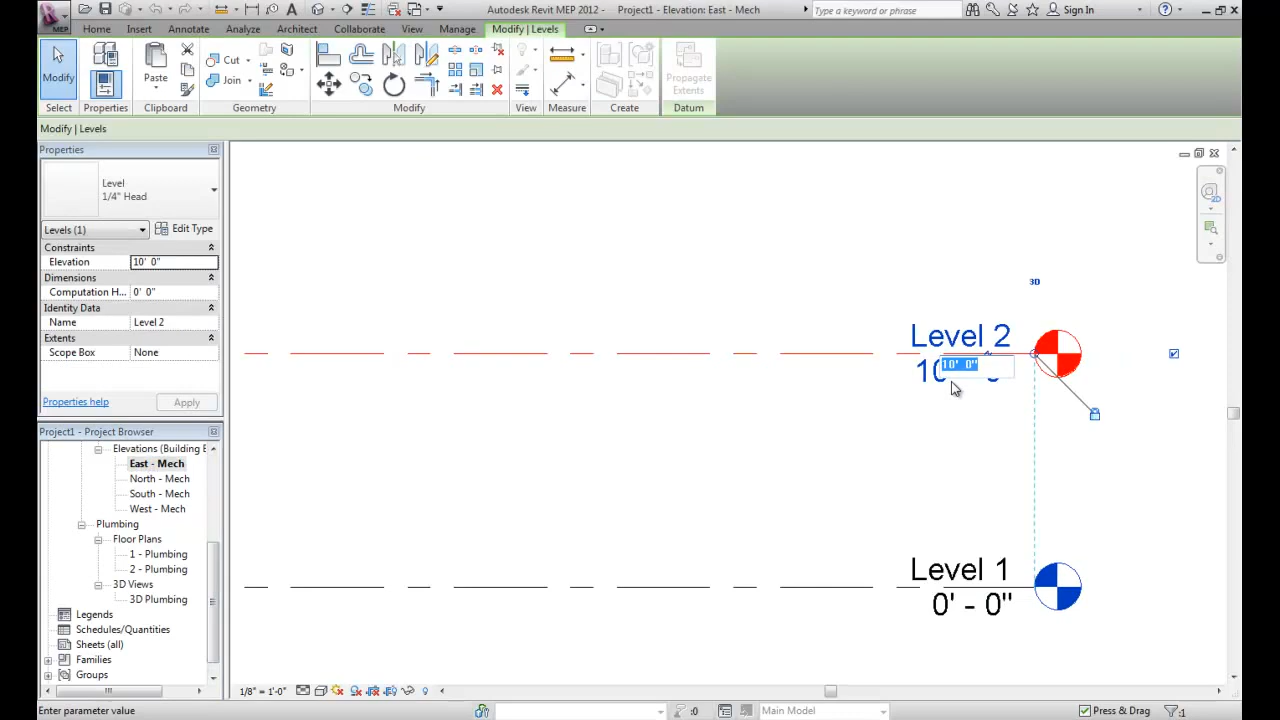 MEP
Autodesk Revit MEP 2012 - Project1 - Elevation: East - Mech
Type a keyword or phrase
Sign In
Home Insert Annotate Analyze Architect Collaborate View Manage Modify | Levels
Modify
Paste
Cut
Join
Propagate
Extents
Select Properties Clipboard Geometry Modify View Measure Create Datum
Modify | Levels
Properties
Level
1/4" Head
Levels (1)
Edit Type
Constraints
Elevation 10' 0"
Dimensions
Computation H... 0' 0"
Identity Data
Name Level 2
Extents
Scope Box None
Properties help
Apply
Project1 - Project Browser
Elevations (Building E
East - Mech
North - Mech
South - Mech
West - Mech
Plumbing
Floor Plans
1 - Plumbing
2 - Plumbing
3D Views
3D Plumbing
Legends
Schedules/Quantities
Sheets (all)
Families
Groups
2D
3D
Level 2
10' 0"
Level 1
0' - 0"
1/8" = 1'-0"
Enter parameter value
:0
Main Model
Press & Drag
:1